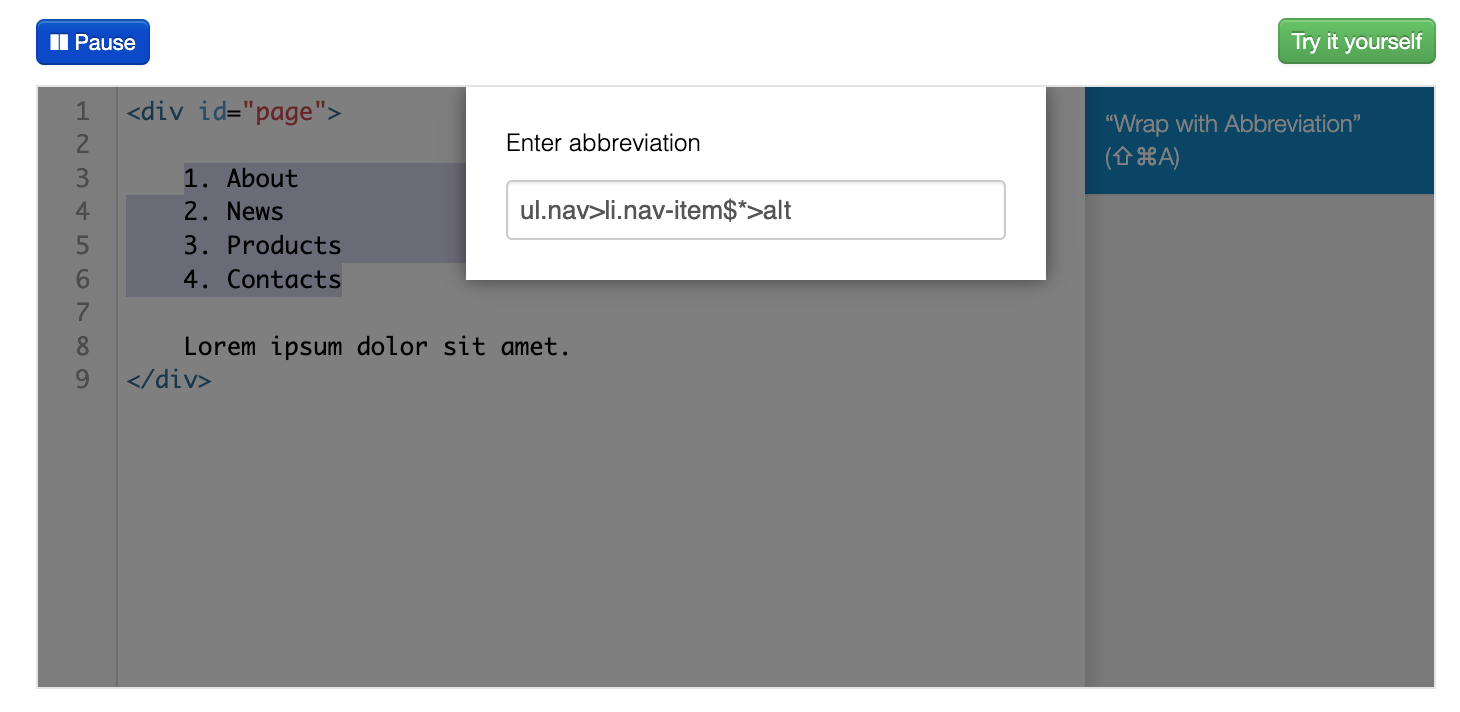 Pause
Try it yourself
1 <div id="page">
2
3 1. About
4 2. News
5 3. Products
6 4. Contacts
7
8 Lorem ipsum dolor sit amet.
9 </div>
Enter abbreviation
ul.nav>li.nav-item$*>alt
“Wrap with Abbreviation”
(⇧⌘A)